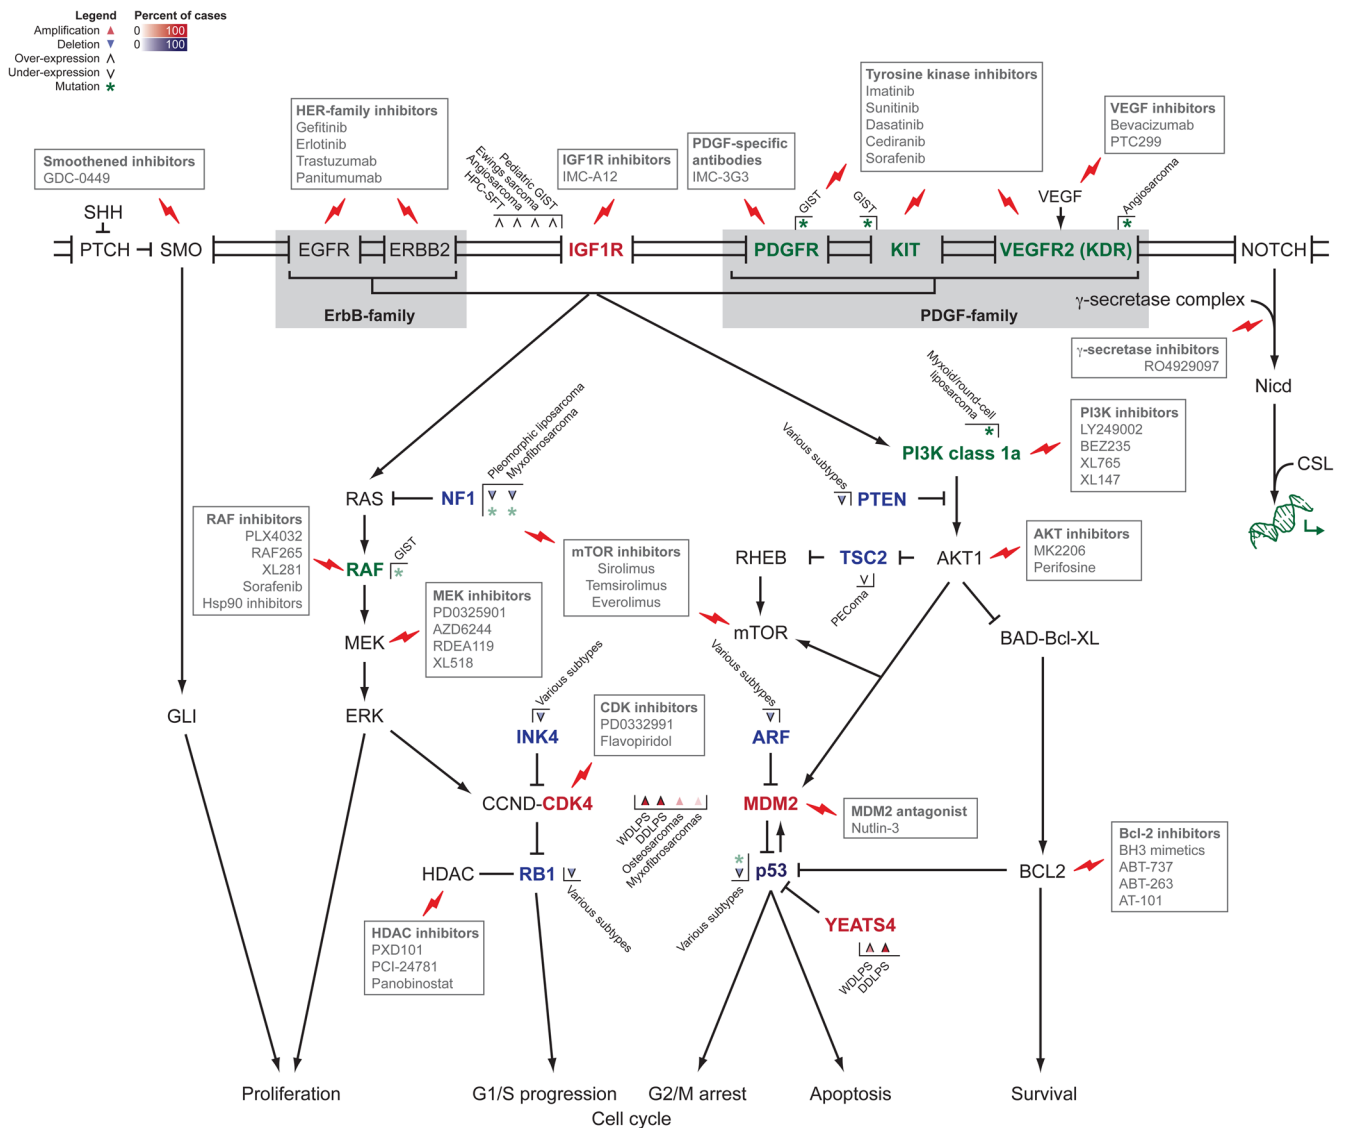 Legend
Percent of cases
Amplification
0 100
Deletion
0 100
Over-expression
Under-expression
Mutation *
Smoothened inhibitors
GDC-0449
HER-family inhibitors
Gefitinib
Erlotinib
Trastuzumab
Panitumumab
Pediatric GIST
Ewings sarcoma
Angiosarcoma
HPC-SFT
IGF1R inhibitors
IMC-A12
PDGF-specific
antibodies
IMC-3G3
Tyrosine kinase inhibitors
Imatinib
Sunitinib
Dasatinib
Cediranib
Sorafenib
VEGF inhibitors
Bevacizumab
PTC299
GIST
*
GIST
*
VEGF
Angiosarcoma
*
SHH
PTCH
SMO
EGFR
ERBB2
IGF1R
PDGFR
KIT
VEGFR2 (KDR)
NOTCH
ErbB-family
PDGF-family
γ-secretase complex
γ-secretase inhibitors
RO4929097
Nicd
CSL
Myxoid/round-cell
liposarcoma
*
PI3K class 1a
PI3K inhibitors
LY249002
BEZ235
XL765
XL147
Pleomorphic liposarcoma
Myxofibrosarcoma
* *
RAS
NF1
Various subtypes
PTEN
RAF inhibitors
PLX4032
RAF265
XL281
Sorafenib
Hsp90 inhibitors
RAF
GIST
*
mTOR inhibitors
Sirolimus
Temsirolimus
Everolimus
RHEB
TSC2
AKT1
PEComa
AKT inhibitors
MK2206
Perifosine
MEK inhibitors
PD0325901
AZD6244
RDEA119
XL518
MEK
mTOR
BAD-Bcl-XL
GLI
ERK
Various subtypes
INK4
CDK inhibitors
PD0332991
Flavopiridol
Various subtypes
ARF
CCND-CDK4
WDLPS
DDLPS
Osteosarcomas
Myxofibrosarcomas
MDM2
MDM2 antagonist
Nutlin-3
Bcl-2 inhibitors
BH3 mimetics
ABT-737
ABT-263
AT-101
HDAC
RB1
Various subtypes
*
Various subtypes
p53
BCL2
YEATS4
WDLPS
DDLPS
HDAC inhibitors
PXD101
PCI-24781
Panobinostat
Proliferation
G1/S progression
G2/M arrest
Apoptosis
Survival
Cell cycle